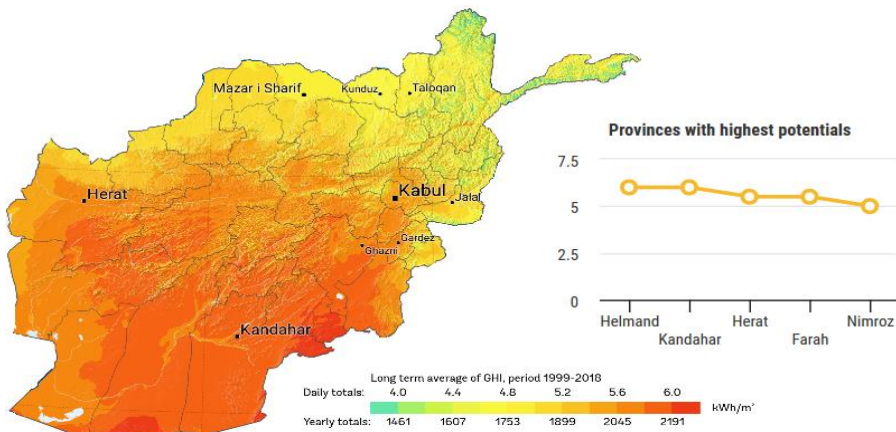 Mazar i Sharif
Kunduz
Taloqan
Herat
Kabul
Jalal
Gardez
Ghazni
Kandahar
Provinces with highest potentials
7.5
5
2.5
0
Helmand
Kandahar
Herat
Farah
Nimroz
Long term average of GHI, period 1999-2018
Daily totals: 4.0 4.4 4.8 5.2 5.6 6.0
kWh/m²
Yearly totals: 1461 1607 1753 1899 2045 2191